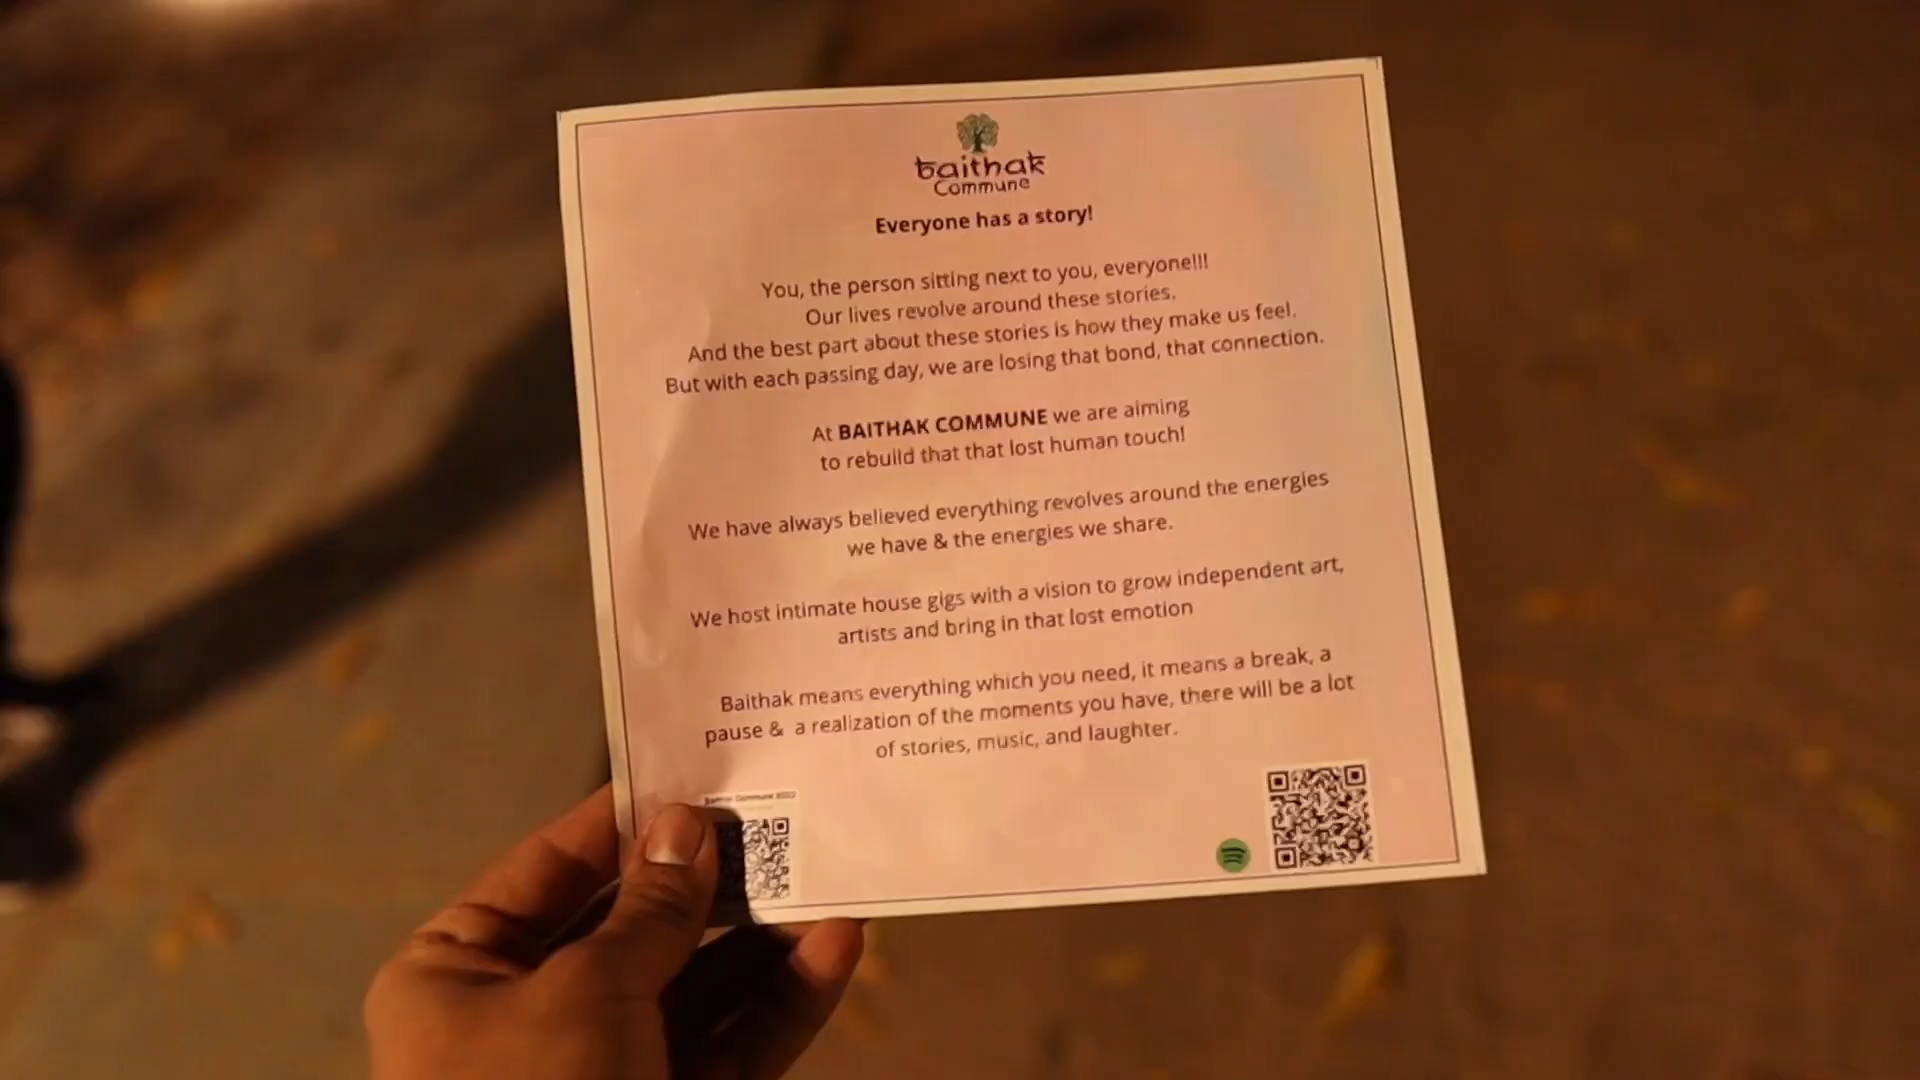 baithak
Commune
Everyone has a story!
You, the person sitting next to you, everyone!!!
Our lives revolve around these stories.
And the best part about these stories is how they make us feel.
But with each passing day, we are losing that bond, that connection.
At BAITHAK COMMUNE we are aiming
to rebuild that that lost human touch!
We have always believed everything revolves around the energies
we have & the energies we share.
We host intimate house gigs with a vision to grow independent art,
artists and bring in that lost emotion
Baithak means everything which you need, it means a break, a
pause & a realization of the moments you have, there will be a lot
of stories, music, and laughter.
Commune